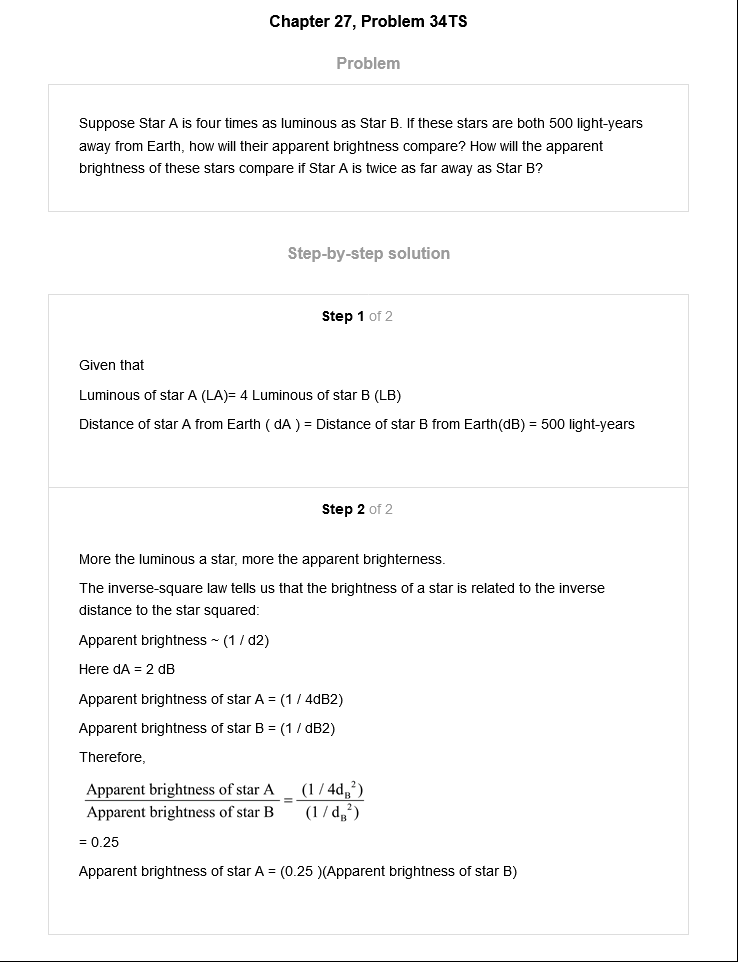 Chapter 27, Problem 34TS
Problem
Suppose Star A is four times as luminous as Star B. If these stars are both 500 light-years
away from Earth, how will their apparent brightness compare? How will the apparent
brightness of these stars compare if Star A is twice as far away as Star B?
Step-by-step solution
Step 1 of 2
Given that
Luminous of star A (LA)= 4 Luminous of star B (LB)
Distance of star A from Earth ( dA ) = Distance of star B from Earth(dB) = 500 light-years
Step 2 of 2
More the luminous a star, more the apparent brighterness.
The inverse-square law tells us that the brightness of a star is related to the inverse
distance to the star squared:
Apparent brightness ~ (1 / d2)
Here dA = 2 dB
Apparent brightness of star A = (1 / 4dB2)
Apparent brightness of star B = (1 / dB2)
Therefore,
Apparent brightness of star A = (1 / 4d_B^2)
Apparent brightness of star B (1 / d_B^2)
= 0.25
Apparent brightness of star A = (0.25 )(Apparent brightness of star B)